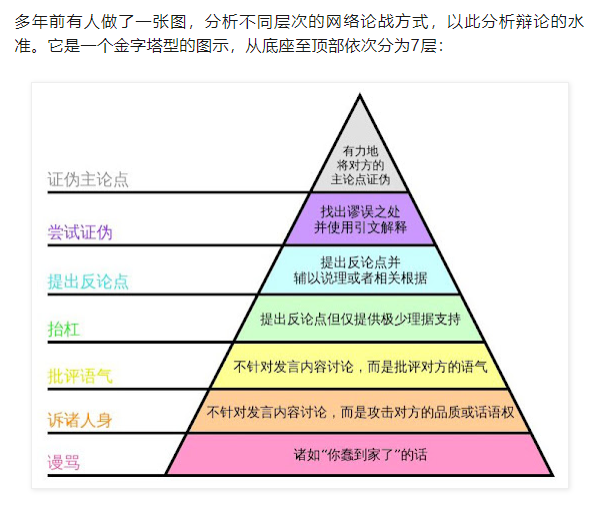 多年前有人做了一张图，分析不同层次的网络论战方式，以此分析辩论的水
准。它是一个金字塔型的图示，从底座至顶部依次分为7层：
有力地
将对方的
主论点证伪
证伪主论点
找出谬误之处
并使用引文解释
尝试证伪
提出反论点并
辅以说理或者相关根据
提出反论点
提出反论点但仅提供极少理据支持
抬杠
不针对发言内容讨论，而是批评对方的语气
批评语气
不针对发言内容讨论，而是攻击对方的品质或话语权
诉诸人身
诸如“你蠢到家了”的话
谩骂